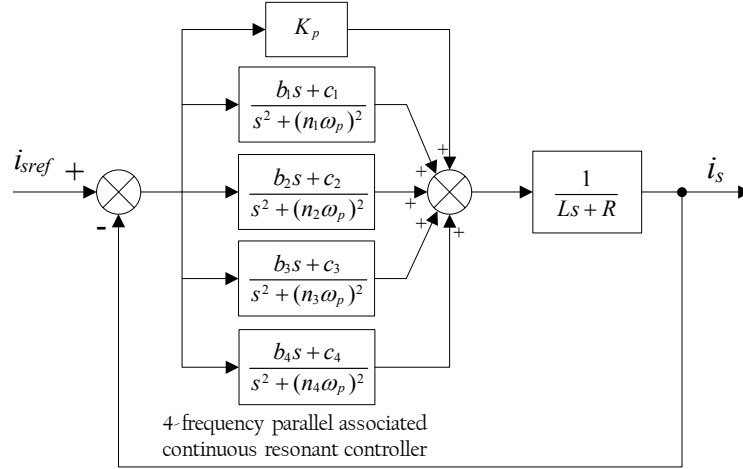 K_p
b_1 s + c_1
s^2 + (n_1 ω_p)^2
i_sref
+
-
b_2 s + c_2
s^2 + (n_2 ω_p)^2
+
+
+
+
+
1
Ls + R
i_s
b_3 s + c_3
s^2 + (n_3 ω_p)^2
b_4 s + c_4
s^2 + (n_4 ω_p)^2
4-frequency parallel associated
continuous resonant controller